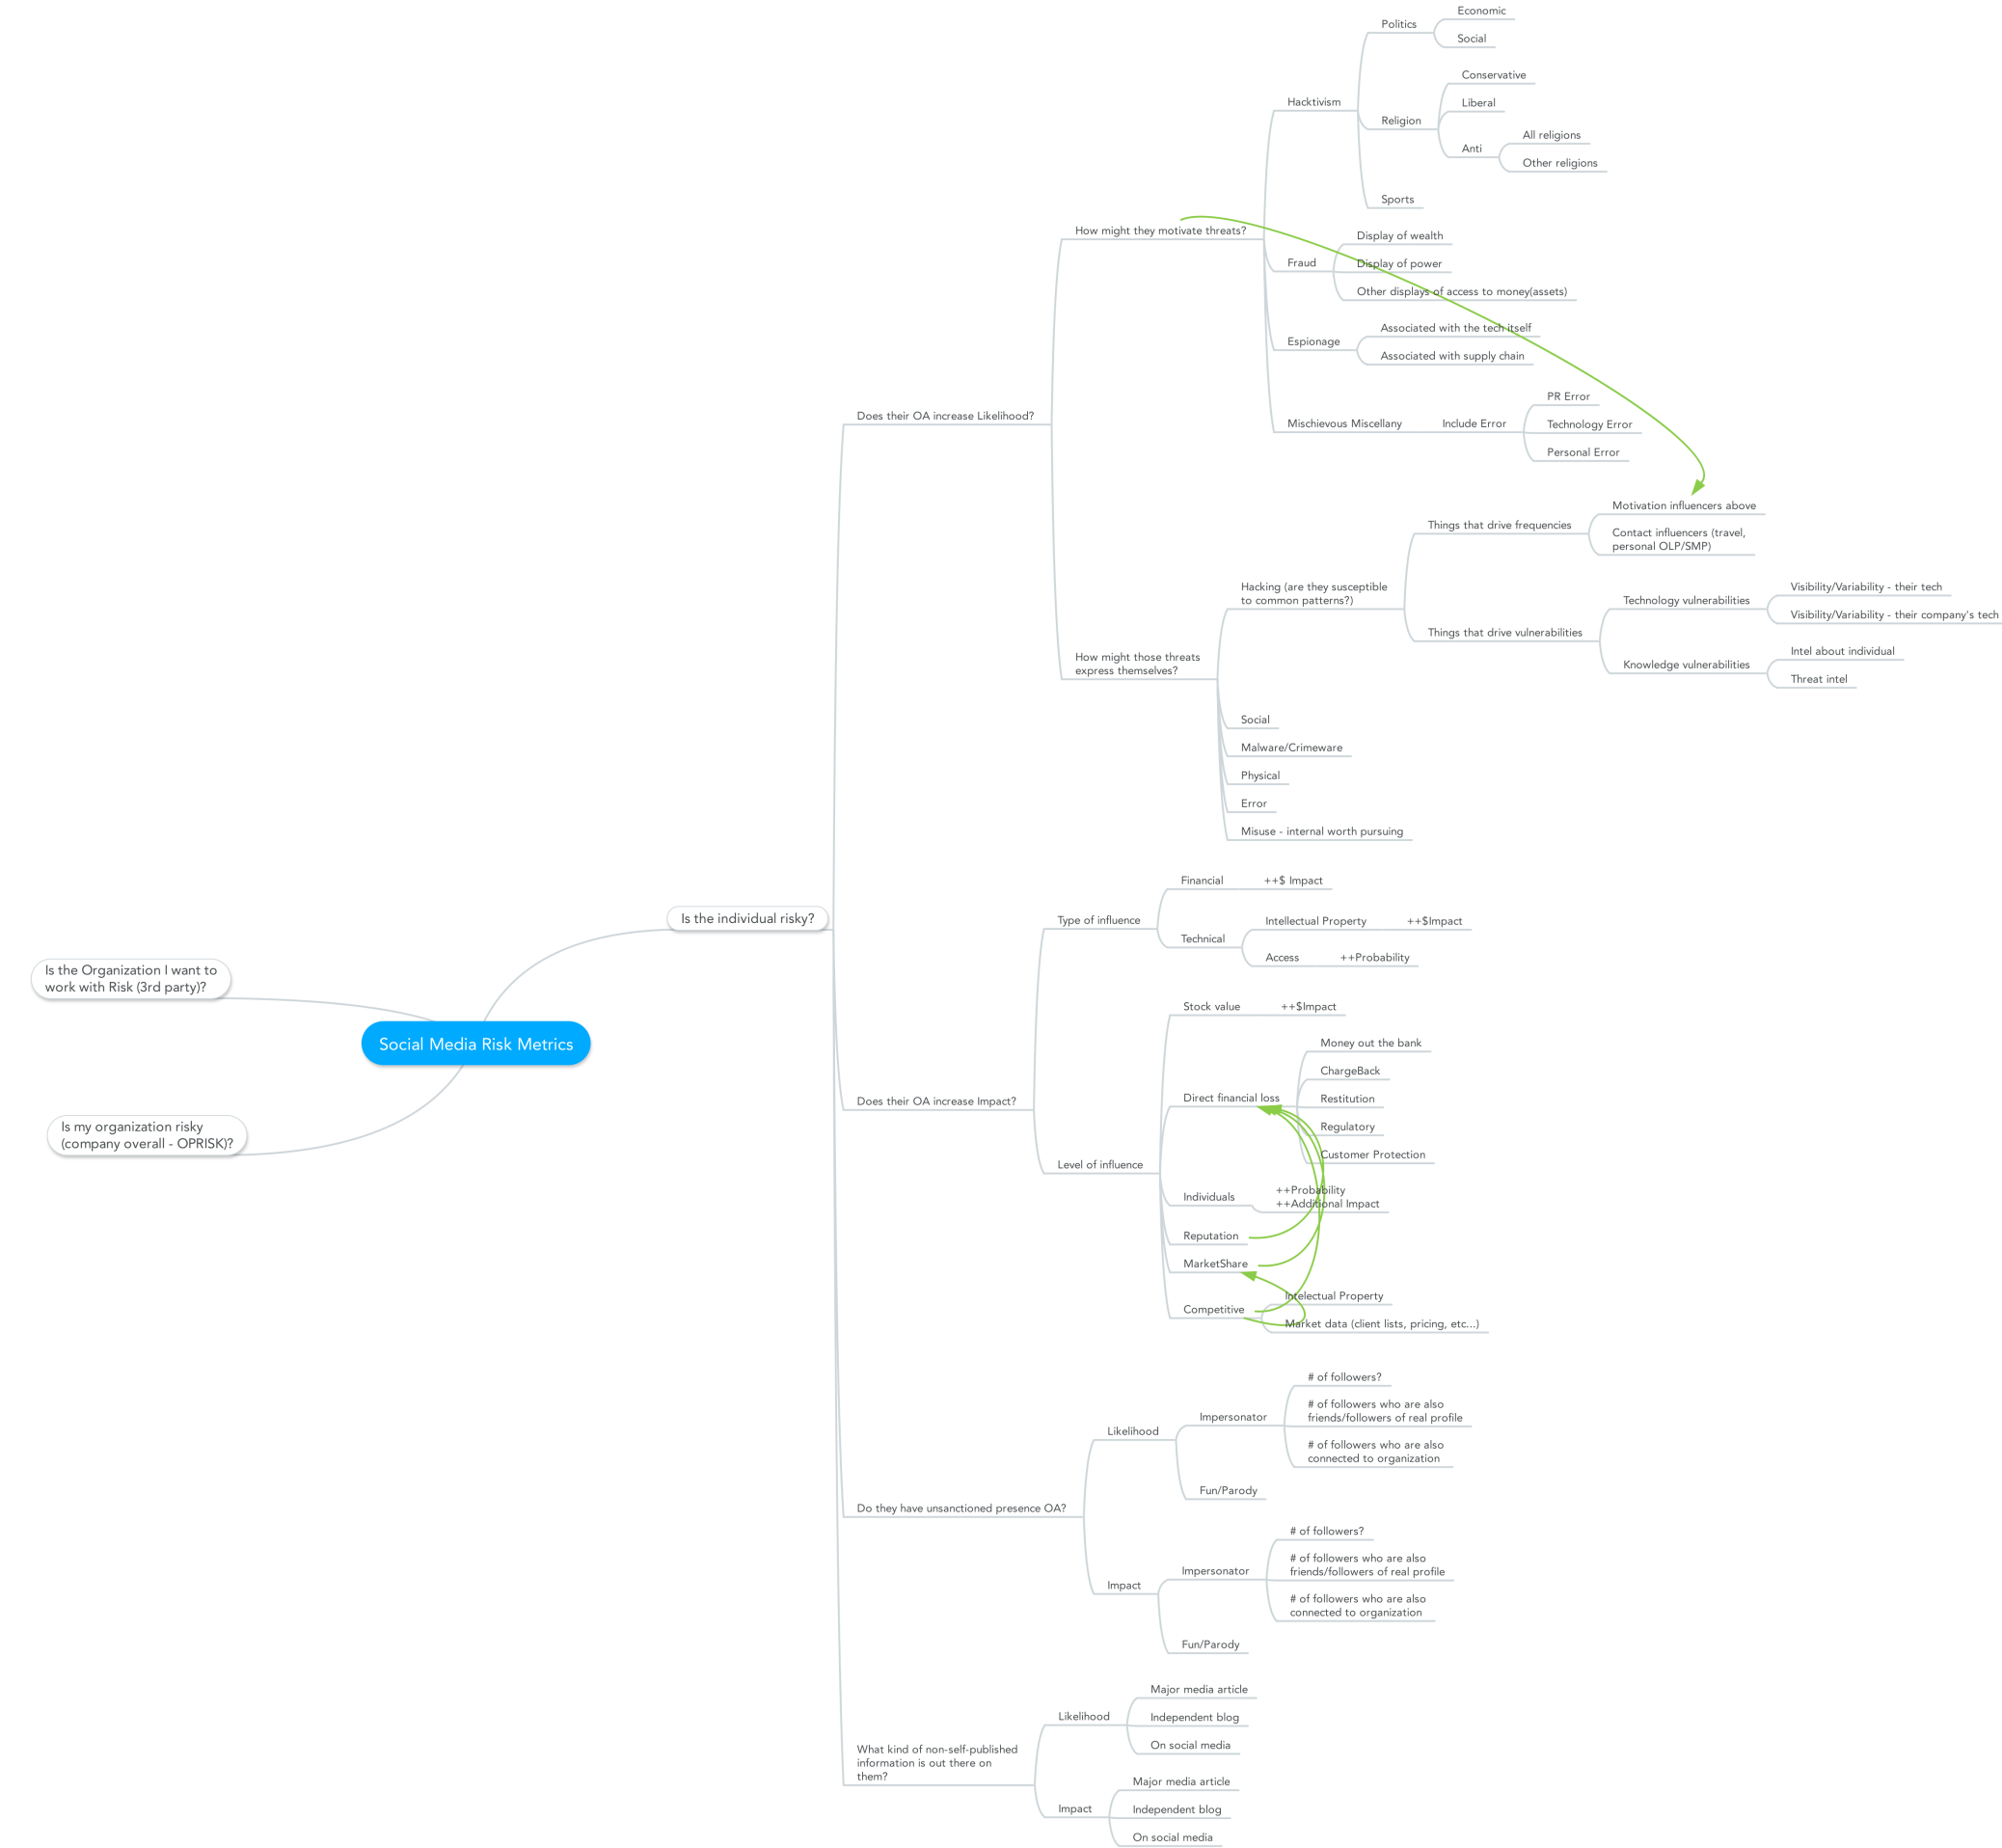 Social Media Risk Metrics
Is the Organization I want to
work with Risk (3rd party)?
Is my organization risky
(company overall - OPRISK)?
Is the individual risky?
Does their OA increase Likelihood?
How might they motivate threats?
Hacktivism
Politics
Economic
Social
Religion
Conservative
Liberal
Anti
All religions
Other religions
Sports
Fraud
Display of wealth
Display of power
Other displays of access to money(assets)
Espionage
Associated with the tech itself
Associated with supply chain
Mischievous Miscellany
Include Error
PR Error
Technology Error
Personal Error
How might those threats
express themselves?
Hacking (are they susceptible
to common patterns?)
Things that drive frequencies
Motivation influencers above
Contact influencers (travel,
personal OLP/SMP)
Things that drive vulnerabilities
Technology vulnerabilities
Visibility/Variability - their tech
Visibility/Variability - their company's tech
Knowledge vulnerabilities
Intel about individual
Threat intel
Social
Malware/Crimeware
Physical
Error
Misuse - internal worth pursuing
Does their OA increase Impact?
Type of influence
Financial
++$ Impact
Technical
Intellectual Property
++$Impact
Access
++Probability
Level of influence
Stock value
++$Impact
Direct financial loss
Money out the bank
ChargeBack
Restitution
Regulatory
Customer Protection
Individuals
++Probability
++Additional Impact
Reputation
MarketShare
Competitive
Intelectual Property
Market data (client lists, pricing, etc...)
Do they have unsanctioned presence OA?
Likelihood
Impersonator
# of followers?
# of followers who are also
friends/followers of real profile
# of followers who are also
connected to organization
Fun/Parody
Impact
Impersonator
# of followers?
# of followers who are also
friends/followers of real profile
# of followers who are also
connected to organization
Fun/Parody
What kind of non-self-published
information is out there on
them?
Likelihood
Major media article
Independent blog
On social media
Impact
Major media article
Independent blog
On social media